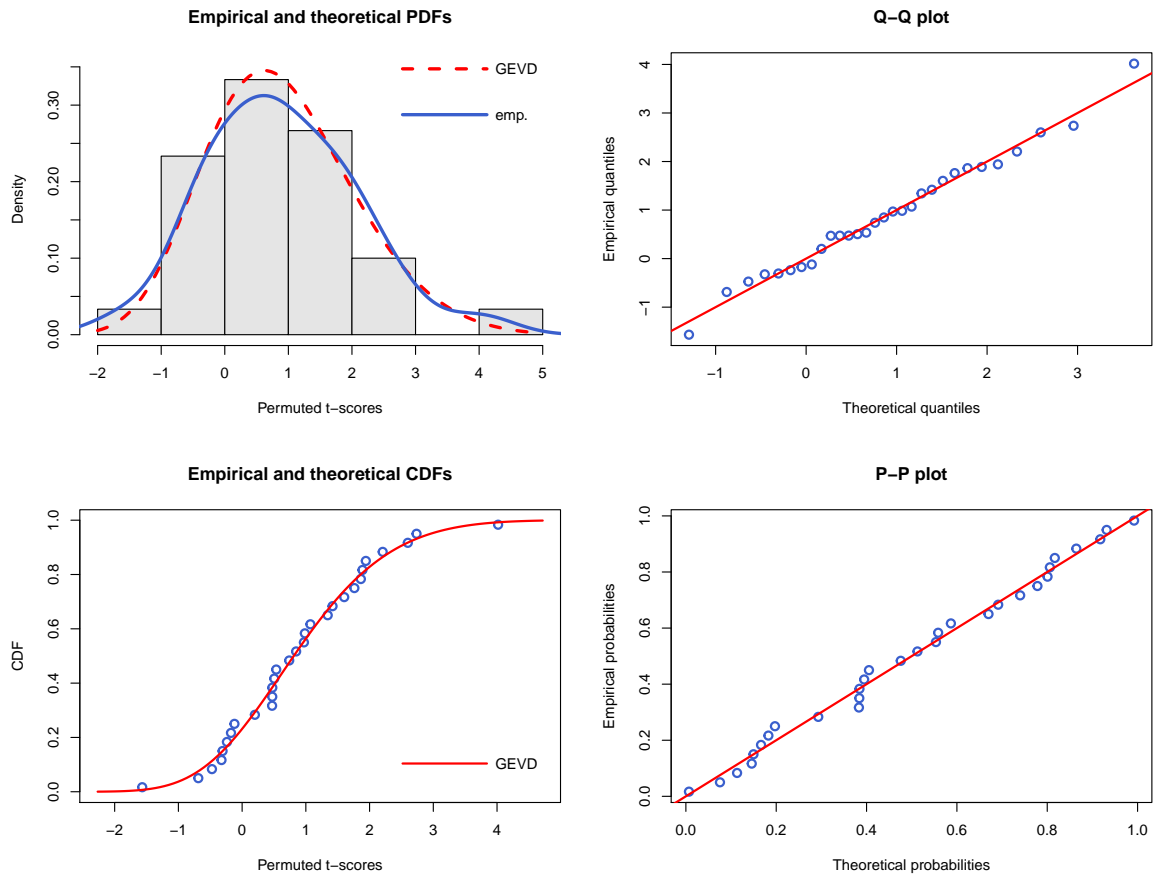 Empirical and theoretical PDFs
GEVD
emp.
Density
0.00 0.10 0.20 0.30
−2 −1 0 1 2 3 4 5
Permuted t−scores
Q−Q plot
Empirical quantiles
−1 0 1 2 3 4
−1 0 1 2 3
Theoretical quantiles
Empirical and theoretical CDFs
CDF
0.0 0.2 0.4 0.6 0.8 1.0
GEVD
−2 −1 0 1 2 3 4
Permuted t−scores
P−P plot
Empirical probabilities
0.0 0.2 0.4 0.6 0.8 1.0
0.0 0.2 0.4 0.6 0.8 1.0
Theoretical probabilities